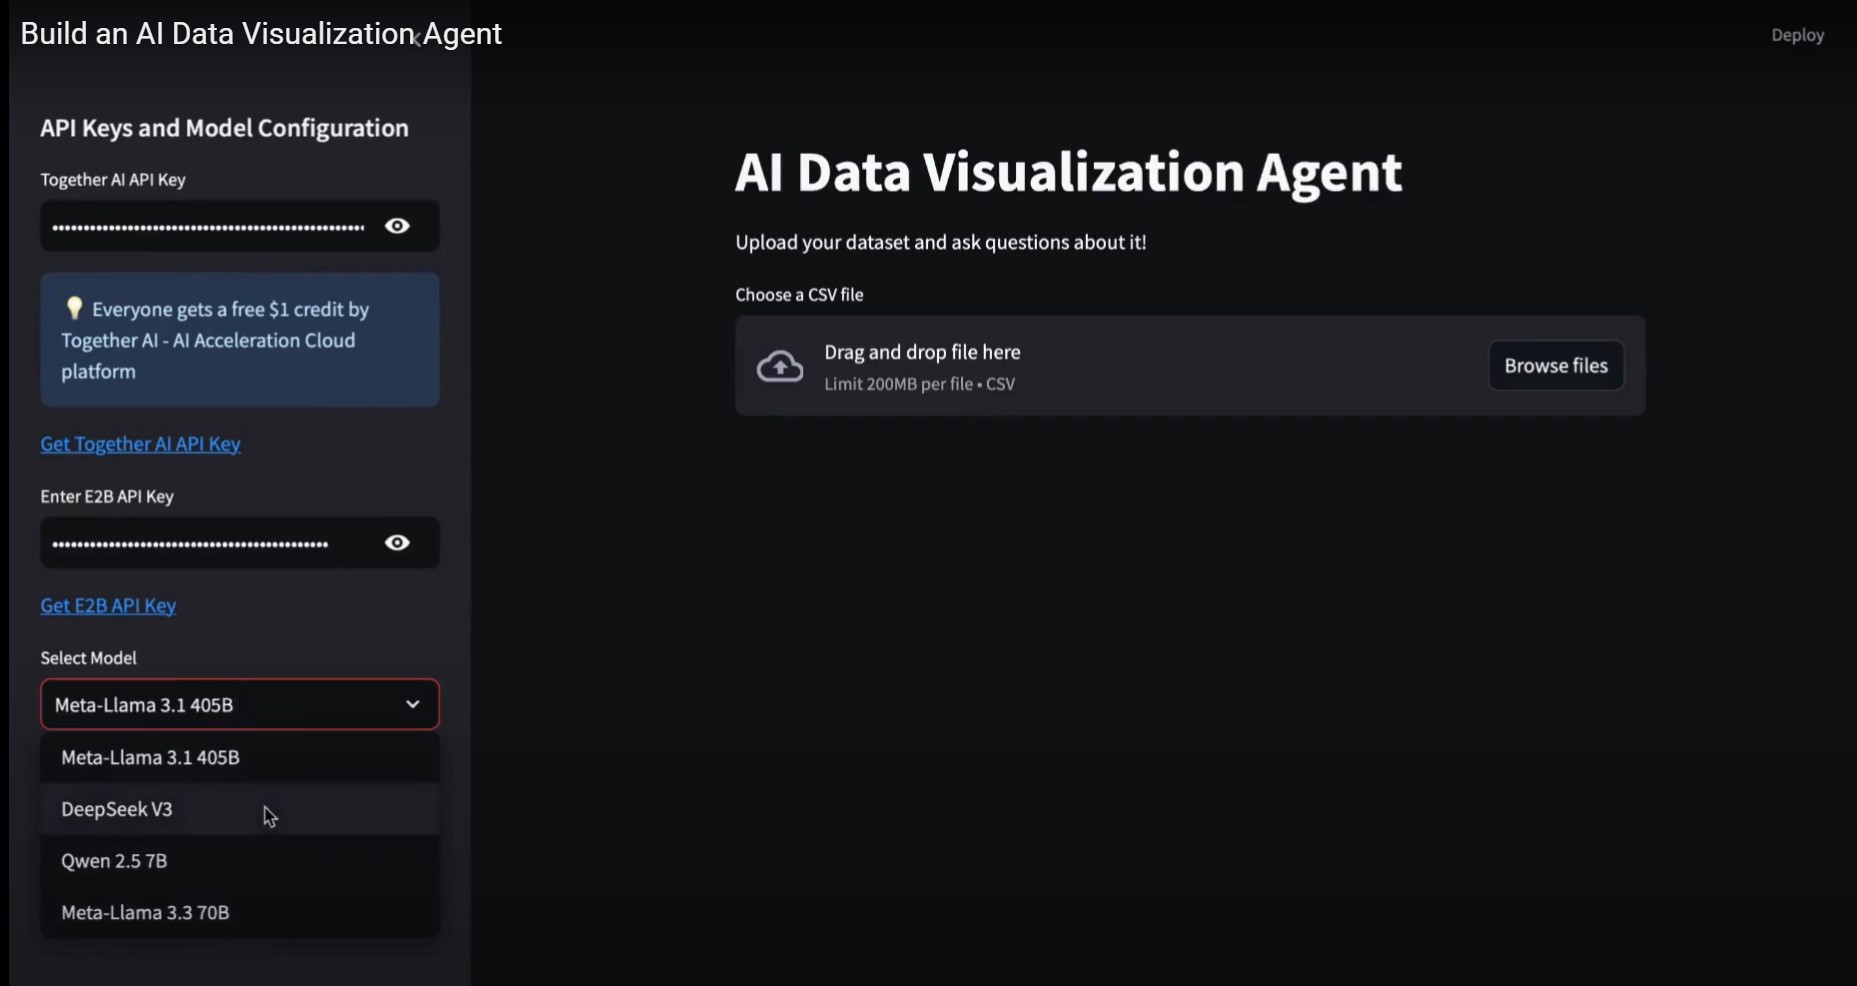 Build an AI Data Visualization Agent
Deploy
API Keys and Model Configuration
Together AI API Key
Everyone gets a free $1 credit by
Together AI - AI Acceleration Cloud
platform
Get Together AI API Key
Enter E2B API Key
Get E2B API Key
Select Model
Meta-Llama 3.1 405B
Meta-Llama 3.1 405B
DeepSeek V3
Qwen 2.5 7B
Meta-Llama 3.3 70B
AI Data Visualization Agent
Upload your dataset and ask questions about it!
Choose a CSV file
Drag and drop file here
Limit 200MB per file • CSV
Browse files